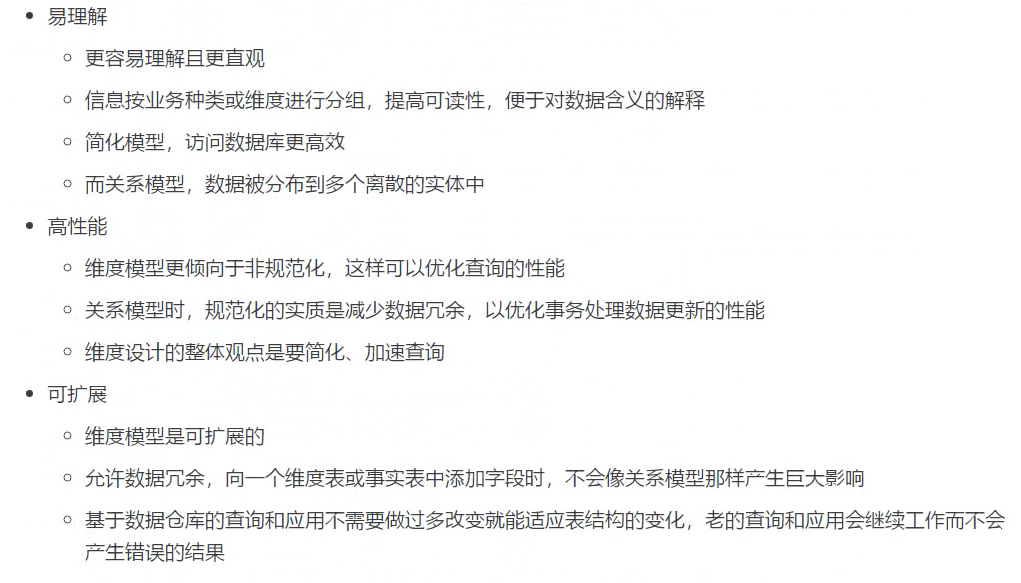 易理解
更容易理解且更直观
信息按业务种类或维度进行分组，提高可读性，便于对数据含义的解释
简化模型，访问数据库更高效
而关系模型，数据被分布到多个离散的实体中
高性能
维度模型更倾向于非规范化，这样可以优化查询的性能
关系模型时，规范化的实质是减少数据冗余，以优化事务处理数据更新的性能
维度设计的整体观点是要简化、加速查询
可扩展
维度模型是可扩展的
允许数据冗余，向一个维度表或事实表中添加字段时，不会像关系模型那样产生巨大影响
基于数据仓库的查询和应用不需要做过多改变就能适应表结构的变化，老的查询和应用会继续工作而不会
产生错误的结果